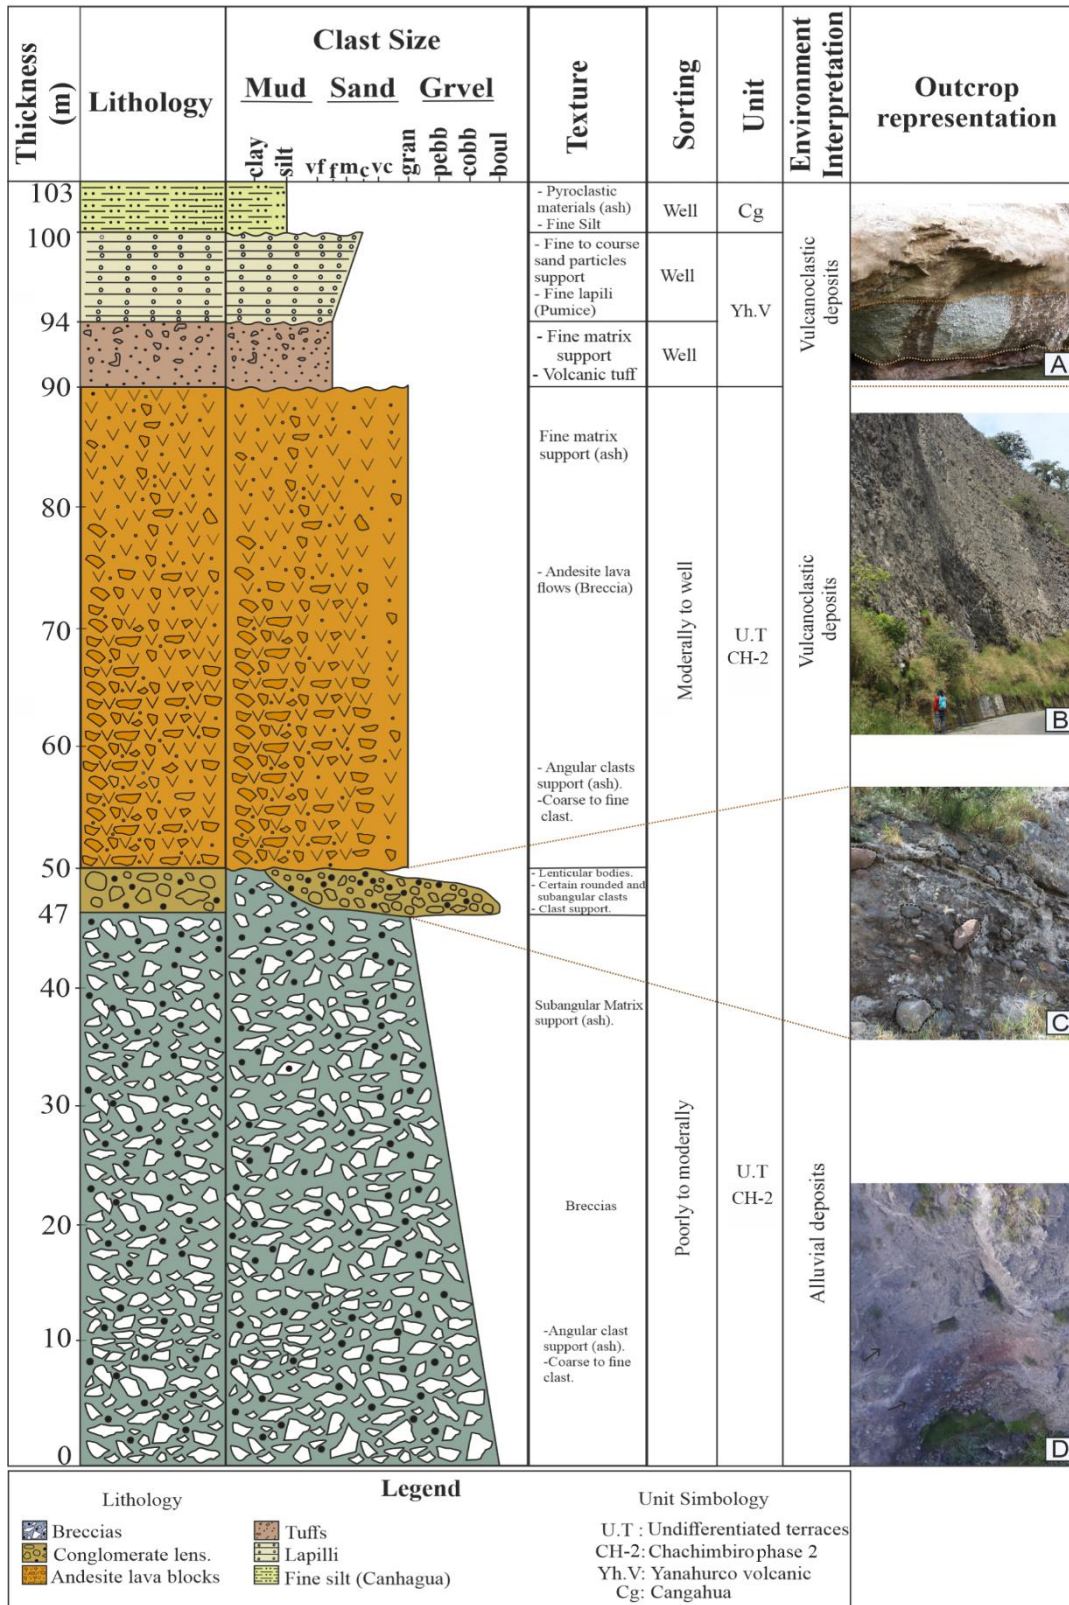 Thickness
(m)
Lithology
Clast Size
Mud Sand Grvel
clay
silt
vf
f
m
c
vc
gran
pebb
cobb
boul
Texture
Sorting
Unit
Environment
Interpretation
Outcrop
representation
103
- Pyroclastic
materials (ash)
- Fine Silt
Well
Cg
100
- Fine to course
sand particles
support
- Fine lapili
(Pumice)
Well
Yh.V
Vulcanoclastic
deposits
A
94
- Fine matrix
support
- Volcanic tuff
Well
90
Fine matrix
support (ash)
B
80
- Andesite lava
flows (Breccia)
Moderally to well
U.T
CH-2
Vulcanoclastic
deposits
70
60
- Angular clasts
support (ash).
-Coarse to fine
clast.
50
- Lenticular bodies.
- Certain rounded and
subangular clasts
- Clast support.
47
C
40
Subangular Matrix
support (ash).
30
Breccias
Poorly to moderally
U.T
CH-2
Alluvial deposits
20
10
-Angular clast
support (ash).
-Coarse to fine
clast.
0
D
Legend
Lithology
Breccias
Conglomerate lens.
Andesite lava blocks
Tuffs
Lapilli
Fine silt (Canhagua)
Unit Simbology
U.T : Undifferentiated terraces
CH-2: Chachimbiro phase 2
Yh.V: Yanahurco volcanic
Cg: Cangahua